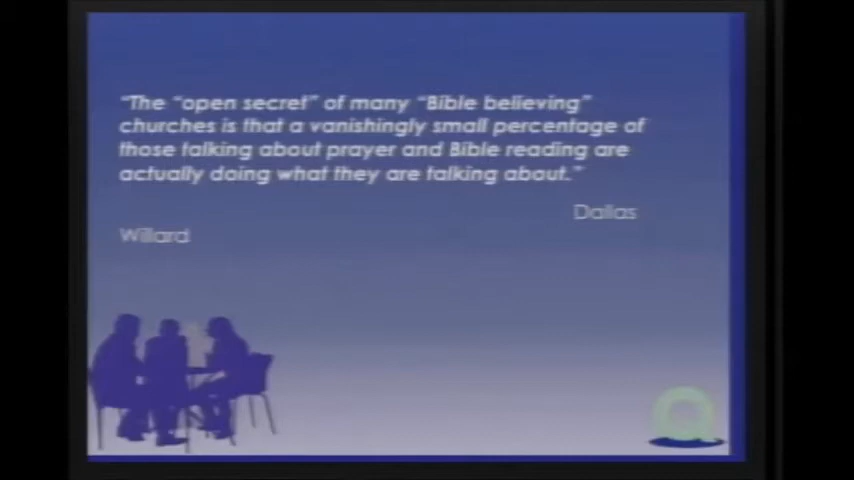 "The "open secret" of many "Bible believing"
churches is that a vanishingly small percentage of
those talking about prayer and Bible reading are
actually doing what they are talking about."
Dallas
Willard
Q